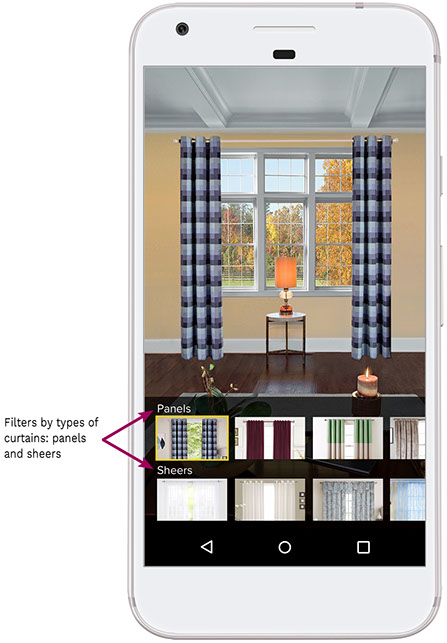 Panels
Filters by types of
curtains: panels
and sheers
Sheers